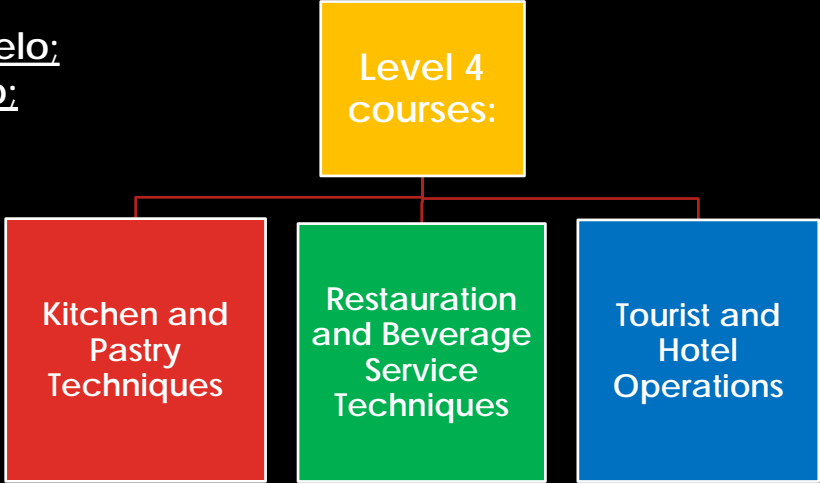 Level 4
courses:
Kitchen and
Pastry
Techniques
Restauration
and Beverage
Service
Techniques
Tourist and
Hotel
Operations